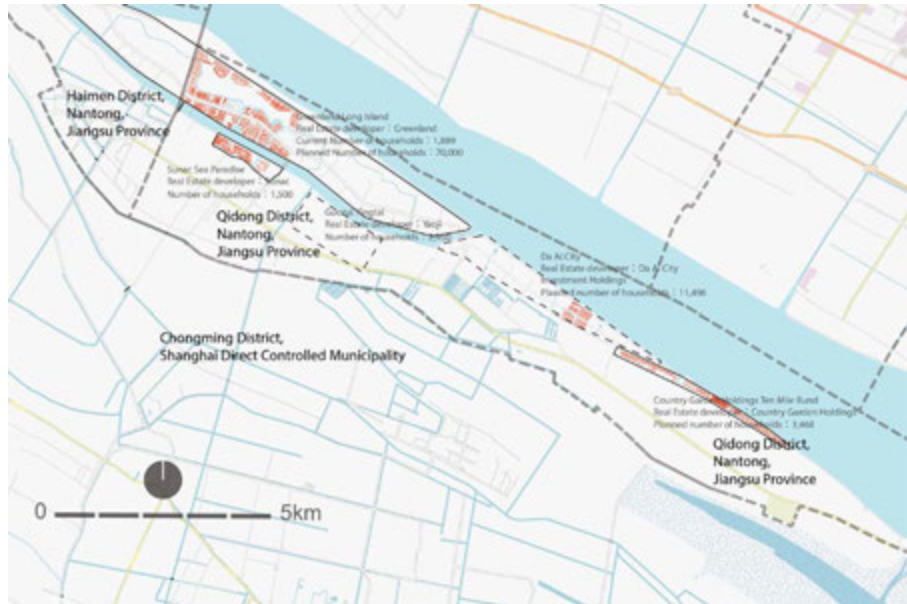 Haimen District,
Nantong,
Jiangsu Province
Greenland Long Island
Real Estate developer : Greenland
Current Number of households : 1,889
Planned Number of households : 70,000
Sunac Sea Paradise
Real Estate developer : Sunac
Number of households : 1,500
Qidong District,
Nantong,
Jiangsu Province
Real Estate developer :
Number of households :
Da Ai City
Real Estate developer : Da Ai City
Investment Holdings
Planned number of households : 11,496
Chongming District,
Shanghai Direct Controlled Municipality
Country Garden Holdings Ten Mile Bund
Real Estate developer : Country Garden Holdings
Planned number of households : 3,468
Qidong District,
Nantong,
Jiangsu Province
0 5km